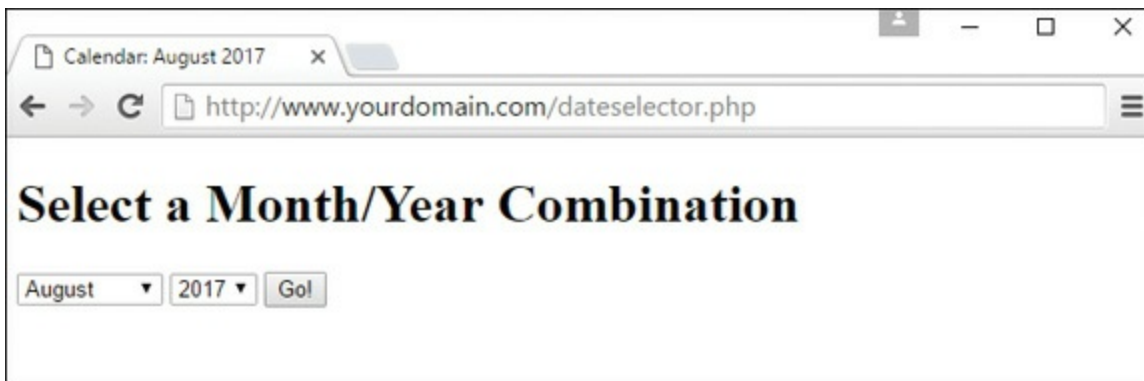 Calendar: August 2017
http://www.yourdomain.com/dateselector.php
Select a Month/Year Combination
August 2017 Go!